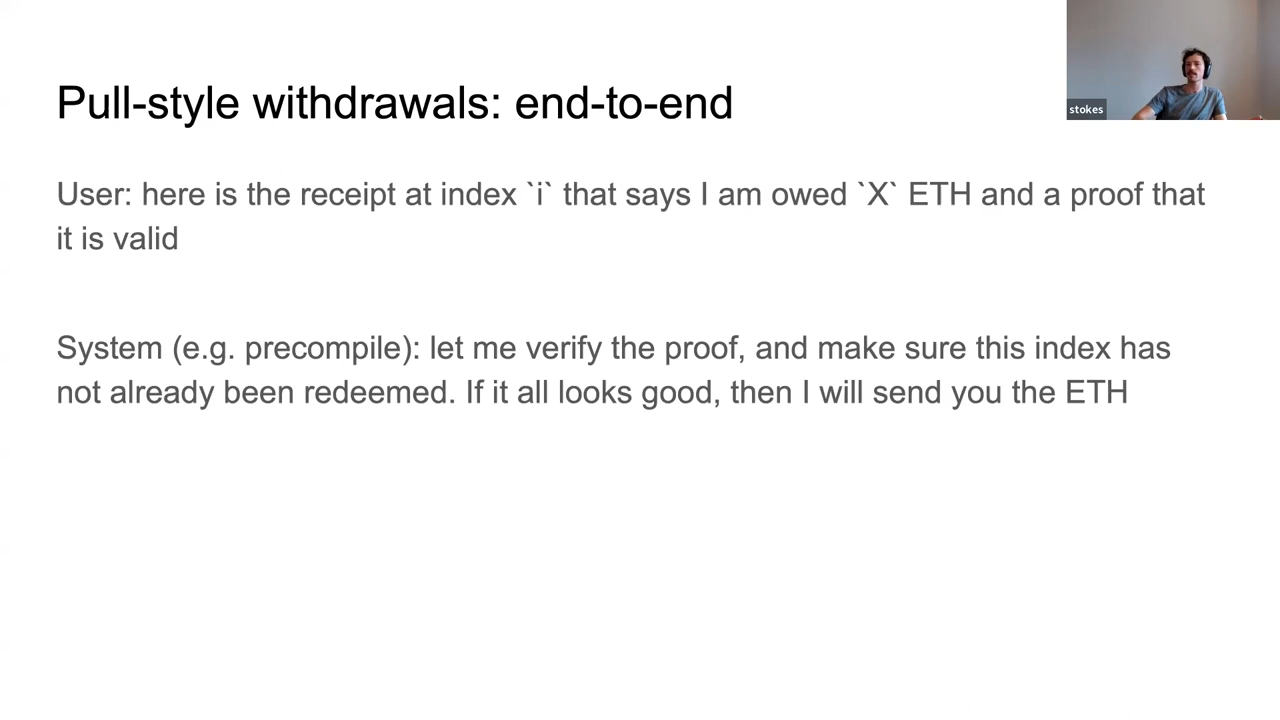 stokes
Pull-style withdrawals: end-to-end
User: here is the receipt at index `i` that says I am owed `X` ETH and a proof that
it is valid
System (e.g. precompile): let me verify the proof, and make sure this index has
not already been redeemed. If it all looks good, then I will send you the ETH